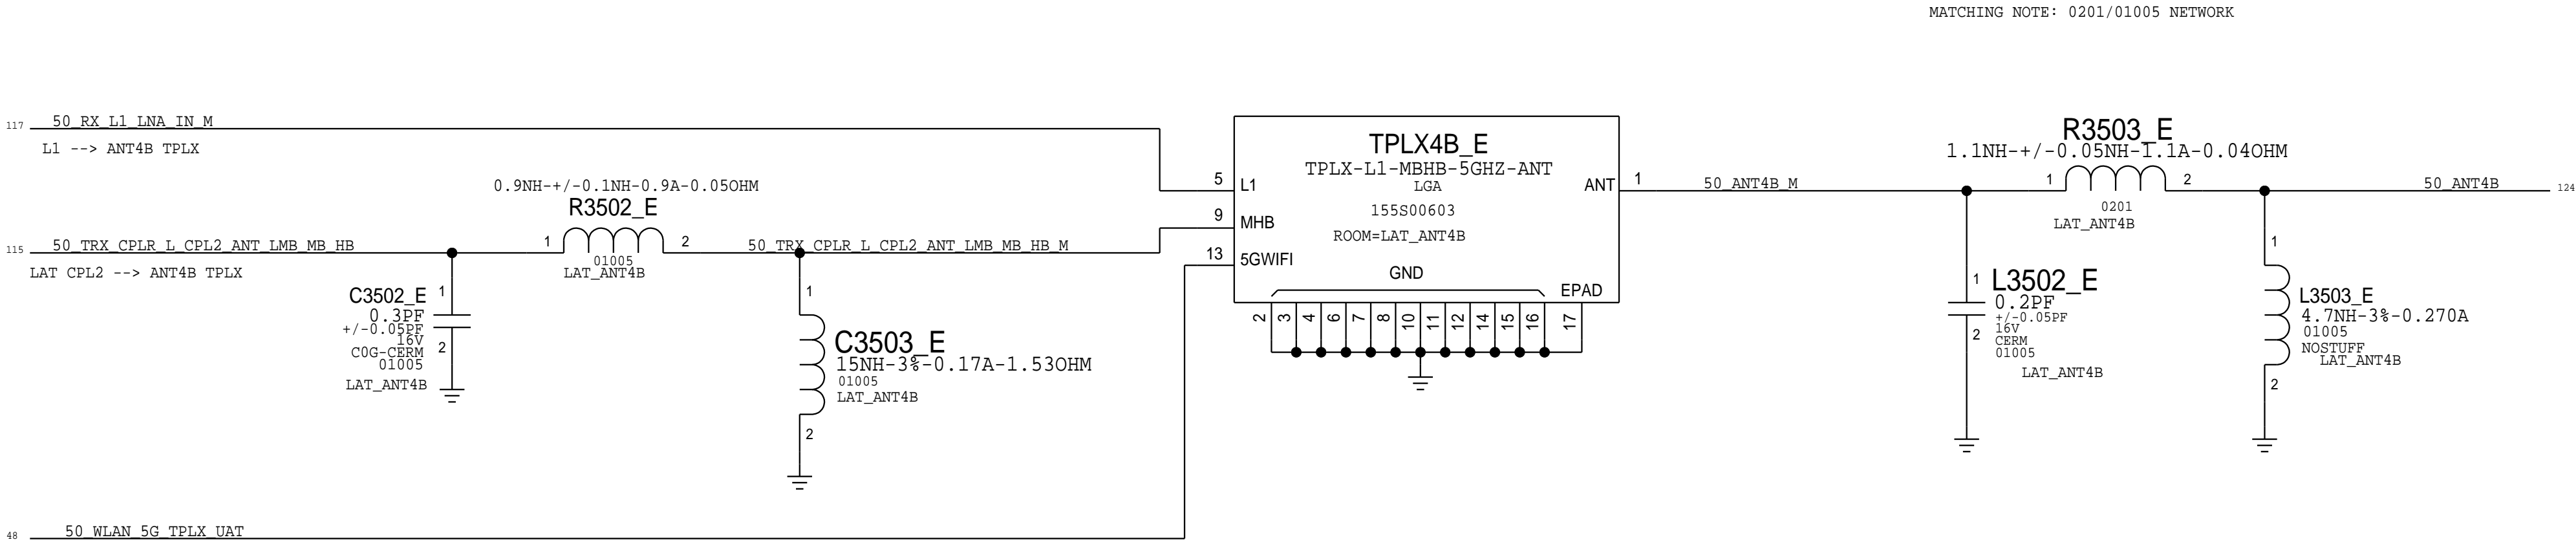 MATCHING NOTE: 0201/01005 NETWORK
117
50_RX_L1_LNA_IN_M
L1 --> ANT4B TPLX
0.9NH-+/-0.1NH-0.9A-0.05OHM
R3502_E
1
2
01005
LAT_ANT4B
115
50_TRX_CPLR_L_CPL2_ANT_LMB_MB_HB
LAT CPL2 --> ANT4B TPLX
50_TRX_CPLR_L_CPL2_ANT_LMB_MB_HB_M
C3502_E
1
0.3PF
+/-0.05PF
16V
2
C0G-CERM
01005
LAT_ANT4B
1
C3503_E
15NH-3%-0.17A-1.53OHM
01005
LAT_ANT4B
2
48
50_WLAN_5G_TPLX_UAT
TPLX4B_E
TPLX-L1-MBHB-5GHZ-ANT
LGA
155S00603
ROOM=LAT_ANT4B
5
L1
9
MHB
13
5GWIFI
ANT
1
GND
EPAD
2
3
4
6
7
8
10
11
12
14
15
16
17
50_ANT4B_M
R3503_E
1.1NH-+/-0.05NH-1.1A-0.04OHM
1
2
0201
LAT_ANT4B
50_ANT4B
124
1
L3502_E
0.2PF
+/-0.05PF
16V
2
CERM
01005
LAT_ANT4B
1
L3503_E
4.7NH-3%-0.270A
01005
NOSTUFF
LAT_ANT4B
2